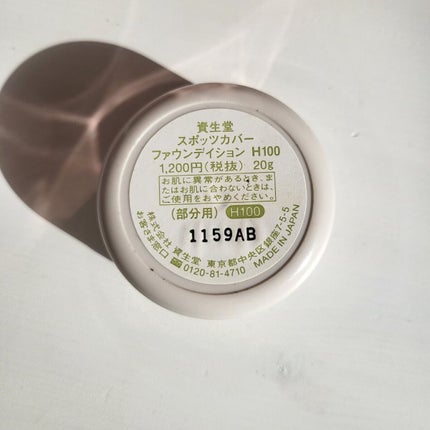 資生堂
スポッツカバー
ファウンデイション H100
1,200円(税抜) 20g
お肌に異常があるとき、ま
たはお肌に合わないときは、
ご使用をおやめください。
(部分用) H100
1159AB
株式会社 資生堂 東京都中央区銀座7-5-5
お客さま窓口 0120-81-4710 MADE IN JAPAN